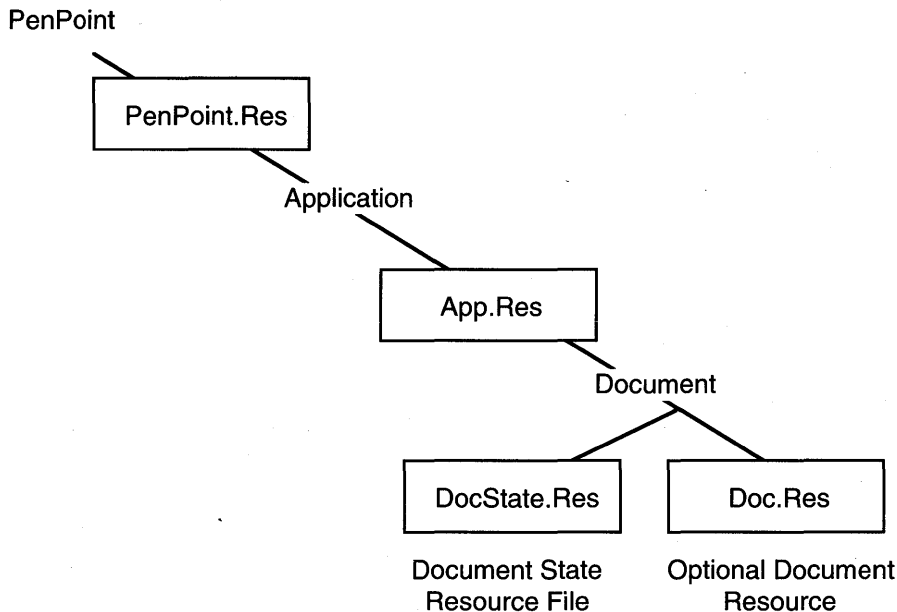 PenPoint
PenPoint.Res
Application
App.Res
Document
DocState.Res
Doc.Res
Document State
Resource File
Optional Document
Resource